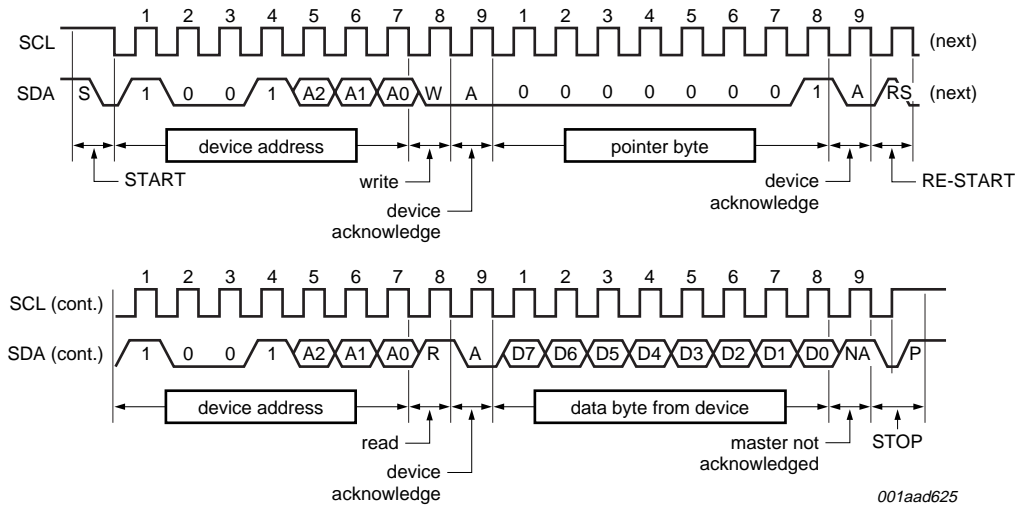 1 2 3 4 5 6 7 8 9 1 2 3 4 5 6 7 8 9
SCL (next)
SDA S 1 0 0 1 A2 A1 A0 W A 0 0 0 0 0 0 0 1 A RS (next)
device address pointer byte
START write device RE-START
device acknowledge
acknowledge
1 2 3 4 5 6 7 8 9 1 2 3 4 5 6 7 8 9
SCL (cont.)
SDA (cont.) 1 0 0 1 A2 A1 A0 R A D7 D6 D5 D4 D3 D2 D1 D0 NA P
device address data byte from device
read master not STOP
device acknowledged
acknowledge
001aad625